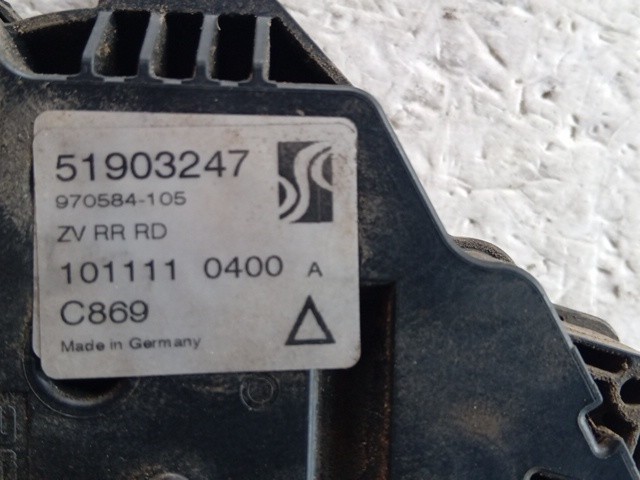 51903247
970584-105
ZV RR RD
101111 0400 A
C869
Made in Germany